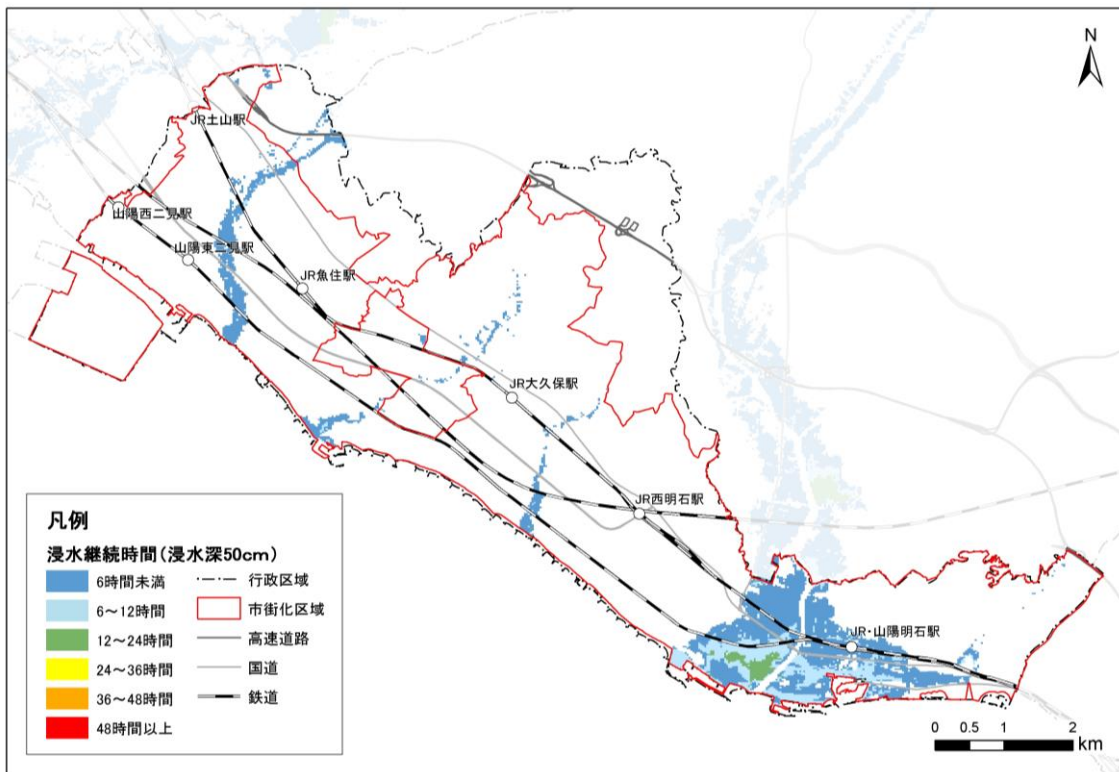 N
JR土山駅
山陽西二見駅
山陽東二見駅
JR魚住駅
JR大久保駅
JR西明石駅
JR・山陽明石駅
凡例
浸水継続時間(浸水深50cm)
6時間未満
6～12時間
12～24時間
24～36時間
36～48時間
48時間以上
行政区域
市街化区域
高速道路
国道
鉄道
0 0.5 1 2
km